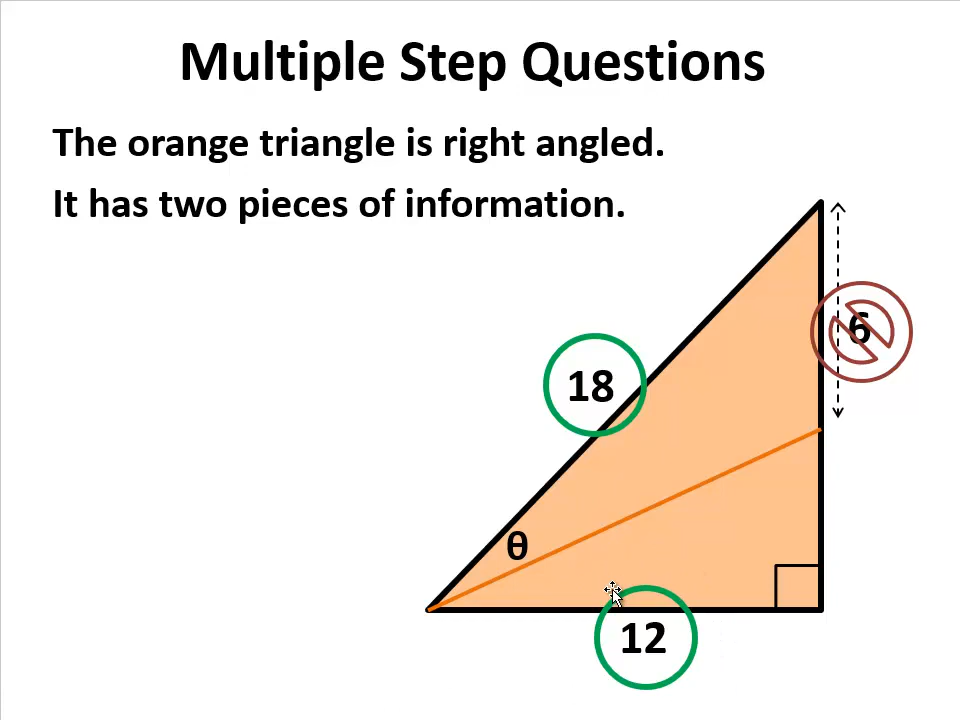 Multiple Step Questions
The orange triangle is right angled.
It has two pieces of information.
6
18
θ
12